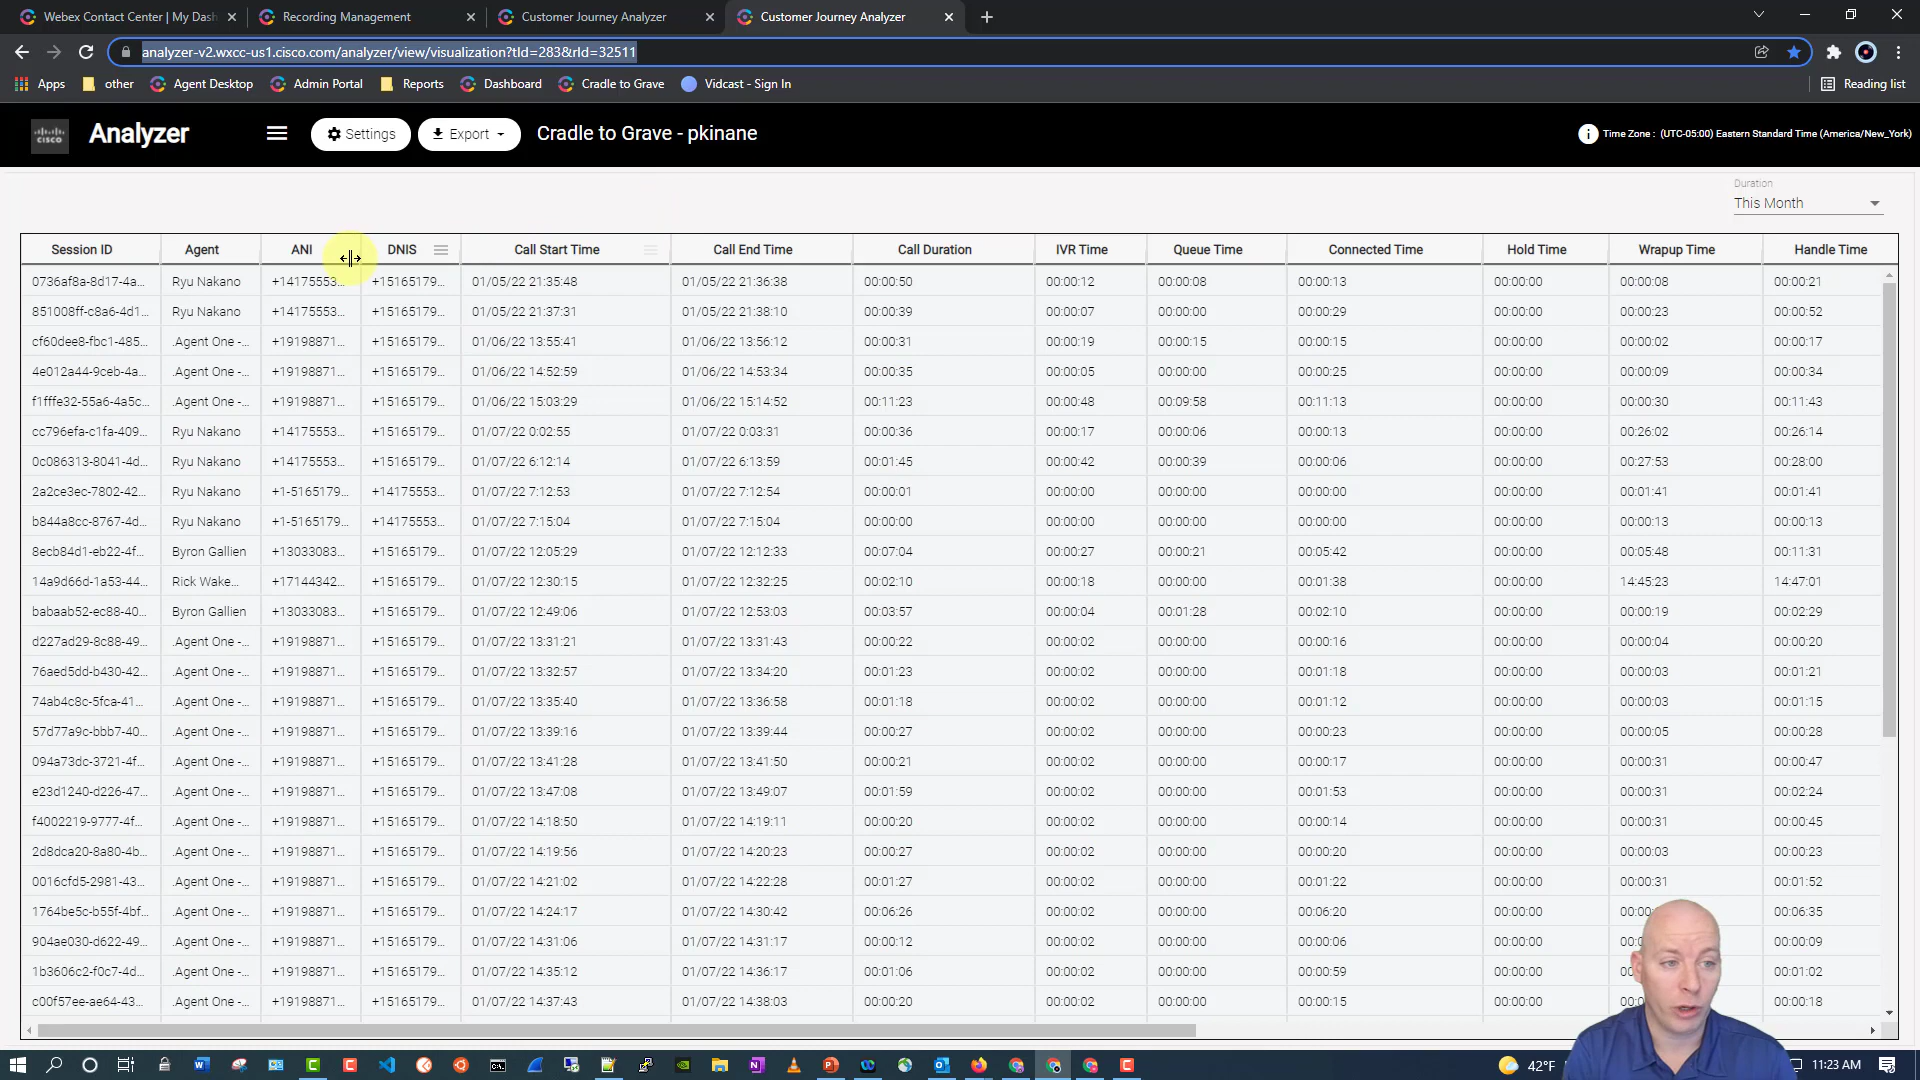 Webex Contact Center | My Dash
Recording Management
Customer Journey Analyzer
Customer Journey Analyzer
analyzer-v2.wxcc-us1.cisco.com/analyzer/view/visualization?tId=283&rId=32511
Apps other Agent Desktop Admin Portal Reports Dashboard Cradle to Grave Vidcast - Sign In Reading list
CISCO Analyzer Settings Export Cradle to Grave - pkinane Time Zone : (UTC-05:00) Eastern Standard Time (America/New_York)
Duration
This Month
Session ID Agent ANI DNIS Call Start Time Call End Time Call Duration IVR Time Queue Time Connected Time Hold Time Wrapup Time Handle Time
0736af8a-8d17-4a... Ryu Nakano +14175553... +15165179... 01/05/22 21:35:48 01/05/22 21:36:38 00:00:50 00:00:12 00:00:08 00:00:13 00:00:00 00:00:08 00:00:21
851008ff-c8a6-4d1... Ryu Nakano +14175553... +15165179... 01/05/22 21:37:31 01/05/22 21:38:10 00:00:39 00:00:07 00:00:00 00:00:29 00:00:00 00:00:23 00:00:52
cf60dee8-fbc1-485... .Agent One -... +19198871... +15165179... 01/06/22 13:55:41 01/06/22 13:56:12 00:00:31 00:00:19 00:00:15 00:00:15 00:00:00 00:00:02 00:00:17
4e012a44-9ceb-4a... .Agent One -... +19198871... +15165179... 01/06/22 14:52:59 01/06/22 14:53:34 00:00:35 00:00:05 00:00:00 00:00:25 00:00:00 00:00:09 00:00:34
f1fffe32-55a6-4a5c... .Agent One -... +19198871... +15165179... 01/06/22 15:03:29 01/06/22 15:14:52 00:11:23 00:00:48 00:09:58 00:11:13 00:00:00 00:00:30 00:11:43
cc796efa-c1fa-409... Ryu Nakano +14175553... +15165179... 01/07/22 0:02:55 01/07/22 0:03:31 00:00:36 00:00:17 00:00:06 00:00:13 00:00:00 00:26:02 00:26:14
0c086313-8041-4d... Ryu Nakano +14175553... +15165179... 01/07/22 6:12:14 01/07/22 6:13:59 00:01:45 00:00:42 00:00:39 00:00:06 00:00:00 00:27:53 00:28:00
2a2ce3ec-7802-42... Ryu Nakano +1-5165179... +14175553... 01/07/22 7:12:53 01/07/22 7:12:54 00:00:01 00:00:00 00:00:00 00:00:00 00:00:00 00:01:41 00:01:41
b844a8cc-8767-4d... Ryu Nakano +1-5165179... +14175553... 01/07/22 7:15:04 01/07/22 7:15:04 00:00:00 00:00:00 00:00:00 00:00:00 00:00:00 00:00:13 00:00:13
8ecb84d1-eb22-4f... Byron Gallien +13033083... +15165179... 01/07/22 12:05:29 01/07/22 12:12:33 00:07:04 00:00:27 00:00:21 00:05:42 00:00:00 00:05:48 00:11:31
14a9d66d-1a53-44... Rick Wake... +17144342... +15165179... 01/07/22 12:30:15 01/07/22 12:32:25 00:02:10 00:00:18 00:00:00 00:01:38 00:00:00 14:45:23 14:47:01
babaab52-ec88-40... Byron Gallien +13033083... +15165179... 01/07/22 12:49:06 01/07/22 12:53:03 00:03:57 00:00:04 00:01:28 00:02:10 00:00:00 00:00:19 00:02:29
d227ad29-8c88-49... .Agent One -... +19198871... +15165179... 01/07/22 13:31:21 01/07/22 13:31:43 00:00:22 00:00:02 00:00:00 00:00:16 00:00:00 00:00:04 00:00:20
76aed5dd-b430-42... .Agent One -... +19198871... +15165179... 01/07/22 13:32:57 01/07/22 13:34:20 00:01:23 00:00:02 00:00:00 00:01:18 00:00:00 00:00:03 00:01:21
74ab4c8c-5fca-41... .Agent One -... +19198871... +15165179... 01/07/22 13:35:40 01/07/22 13:36:58 00:01:18 00:00:02 00:00:00 00:01:12 00:00:00 00:00:03 00:01:15
57d77a9c-bbb7-40... .Agent One -... +19198871... +15165179... 01/07/22 13:39:16 01/07/22 13:39:44 00:00:27 00:00:02 00:00:00 00:00:23 00:00:00 00:00:05 00:00:28
094a73dc-3721-4f... .Agent One -... +19198871... +15165179... 01/07/22 13:41:28 01/07/22 13:41:50 00:00:21 00:00:02 00:00:00 00:00:17 00:00:00 00:00:31 00:00:47
e23d1240-d226-47... .Agent One -... +19198871... +15165179... 01/07/22 13:47:08 01/07/22 13:49:07 00:01:59 00:00:02 00:00:00 00:01:53 00:00:00 00:00:31 00:02:24
f4002219-9777-4f... .Agent One -... +19198871... +15165179... 01/07/22 14:18:50 01/07/22 14:19:11 00:00:20 00:00:02 00:00:00 00:00:14 00:00:00 00:00:31 00:00:45
2d8dca20-8a80-4b... .Agent One -... +19198871... +15165179... 01/07/22 14:19:56 01/07/22 14:20:23 00:00:27 00:00:02 00:00:00 00:00:20 00:00:00 00:00:03 00:00:23
0016cfd5-2981-43... .Agent One -... +19198871... +15165179... 01/07/22 14:21:02 01/07/22 14:22:28 00:01:27 00:00:02 00:00:00 00:01:22 00:00:00 00:00:31 00:01:52
1764be5c-b55f-4bf... .Agent One -... +19198871... +15165179... 01/07/22 14:24:17 01/07/22 14:30:42 00:06:26 00:00:02 00:00:00 00:06:20 00:00:00 00:06:35
904ae030-d622-49... .Agent One -... +19198871... +15165179... 01/07/22 14:31:06 01/07/22 14:31:17 00:00:12 00:00:02 00:00:00 00:00:06 00:00:00 00:00:09
1b3606c2-f0c7-4d... .Agent One -... +19198871... +15165179... 01/07/22 14:35:12 01/07/22 14:36:17 00:01:06 00:00:02 00:00:00 00:00:59 00:00:00 00:01:02
c00f57ee-ae64-43... .Agent One -... +19198871... +15165179... 01/07/22 14:37:43 01/07/22 14:38:03 00:00:20 00:00:02 00:00:00 00:00:15 00:00:00 00:00:18
42°F 11:23 AM